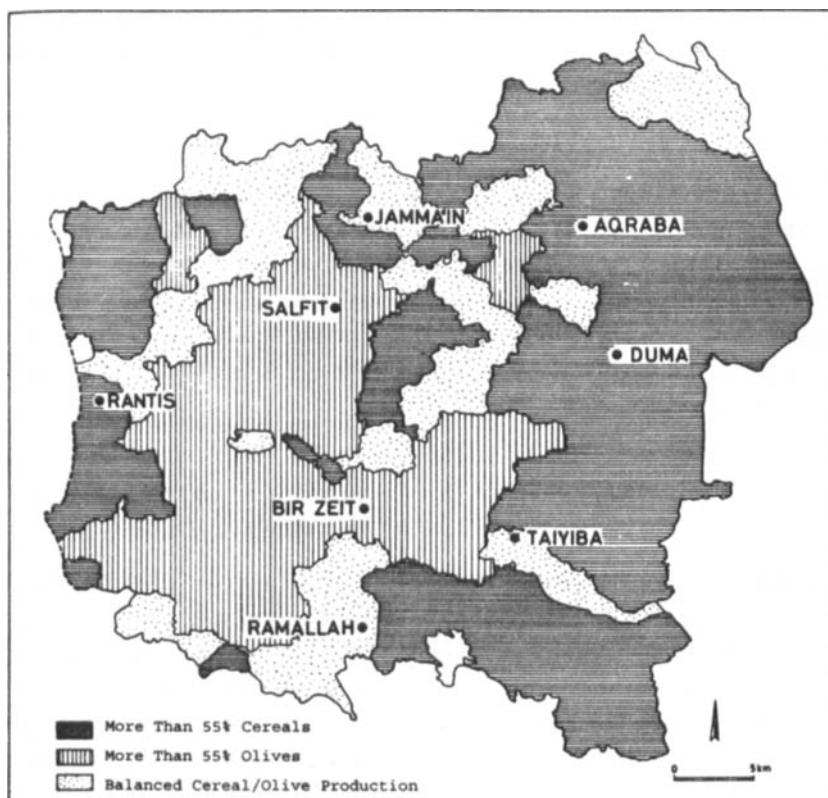 JAMMA'IN
AQRABA
SALFIT
DUMA
RANTIS
BIR ZEIT
TAIYIBA
RAMALLAH
More Than 55% Cereals
More Than 55% Olives
Balanced Cereal/Olive Production
0 5km